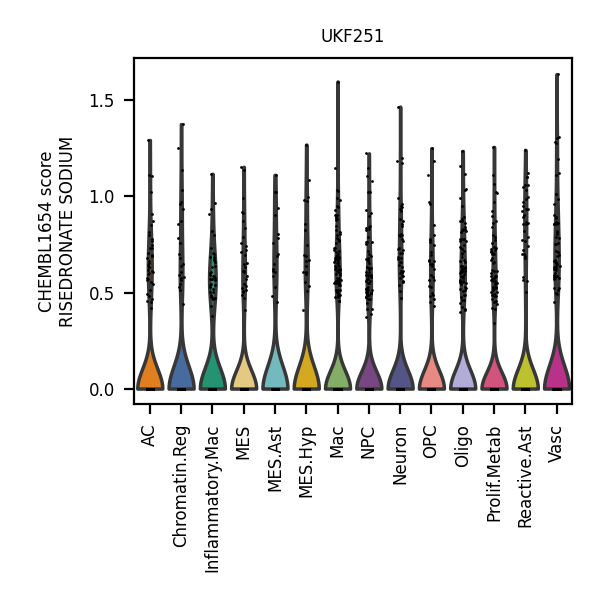 UKF251
CHEMBL1654 score
RISEDRONATE SODIUM
1.5
1.0
0.5
0.0
AC
Chromatin.Reg
Inflammatory.Mac
MES
MES.Ast
MES.Hyp
Mac
NPC
Neuron
OPC
Oligo
Prolif.Metab
Reactive.Ast
Vasc